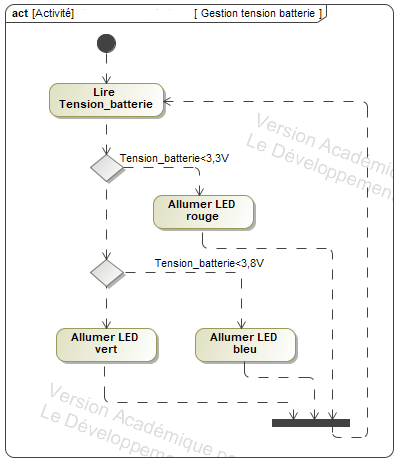 act [Activité] [ Gestion tension batterie ]
Lire
Tension_batterie
Version Académique
Le Développement
Tension_batterie<3,3V
Allumer LED
rouge
Tension_batterie<3,8V
Allumer LED
vert
Allumer LED
bleu
Version Académique po
Le Développement